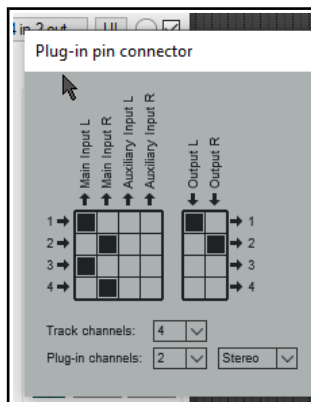 4 in 2 out UI
Plug-in pin connector
Main Input L
Main Input R
Auxiliary Input L
Auxiliary Input R
Output L
Output R
1 1
2 2
3 3
4 4
Track channels: 4
Plug-in channels: 2 Stereo